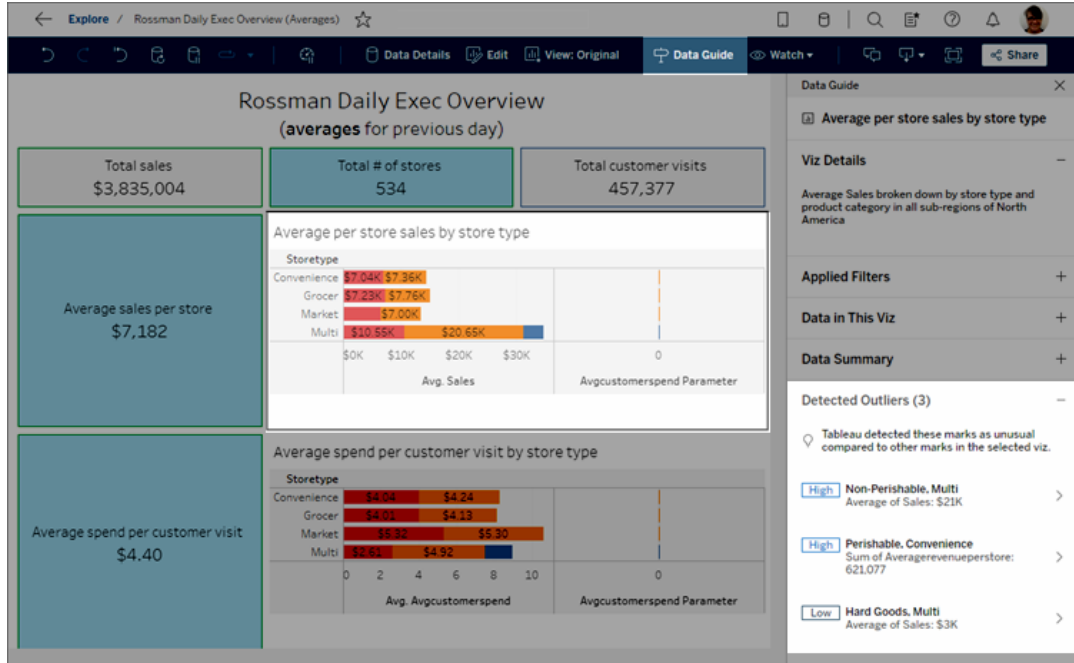 Explore / Rossman Daily Exec Overview (Averages)
Data Details Edit View: Original Data Guide Watch Share
Rossman Daily Exec Overview
(averages for previous day)
Total sales
$3,835,004
Total # of stores
534
Total customer visits
457,377
Average sales per store
$7,182
Average per store sales by store type
Storetype
Convenience $7.04K $7.36K
Grocer $7.23K $7.76K
Market $7.00K
Multi $10.55K $20.65K
$0K $10K $20K $30K 0
Avg. Sales Avgcustomerspend Parameter
Average spend per customer visit
$4.40
Average spend per customer visit by store type
Storetype
Convenience $4.04 $4.24
Grocer $4.01 $4.13
Market $5.32 $5.30
Multi $2.61 $4.92
0 2 4 6 8 10 0
Avg. Avgcustomerspend Avgcustomerspend Parameter
Data Guide
Average per store sales by store type
Viz Details
Average Sales broken down by store type and
product category in all sub-regions of North
America
Applied Filters
Data in This Viz
Data Summary
Detected Outliers (3)
Tableau detected these marks as unusual
compared to other marks in the selected viz.
High Non-Perishable, Multi
Average of Sales: $21K
High Perishable, Convenience
Sum of Averagerevenueperstore:
621,077
Low Hard Goods, Multi
Average of Sales: $3K